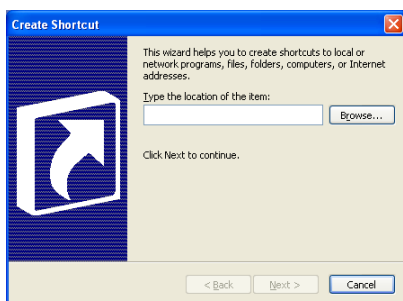 Create Shortcut
This wizard helps you to create shortcuts to local or
network programs, files, folders, computers, or Internet
addresses.
Type the location of the item:
Browse...
Click Next to continue.
< Back
Next >
Cancel